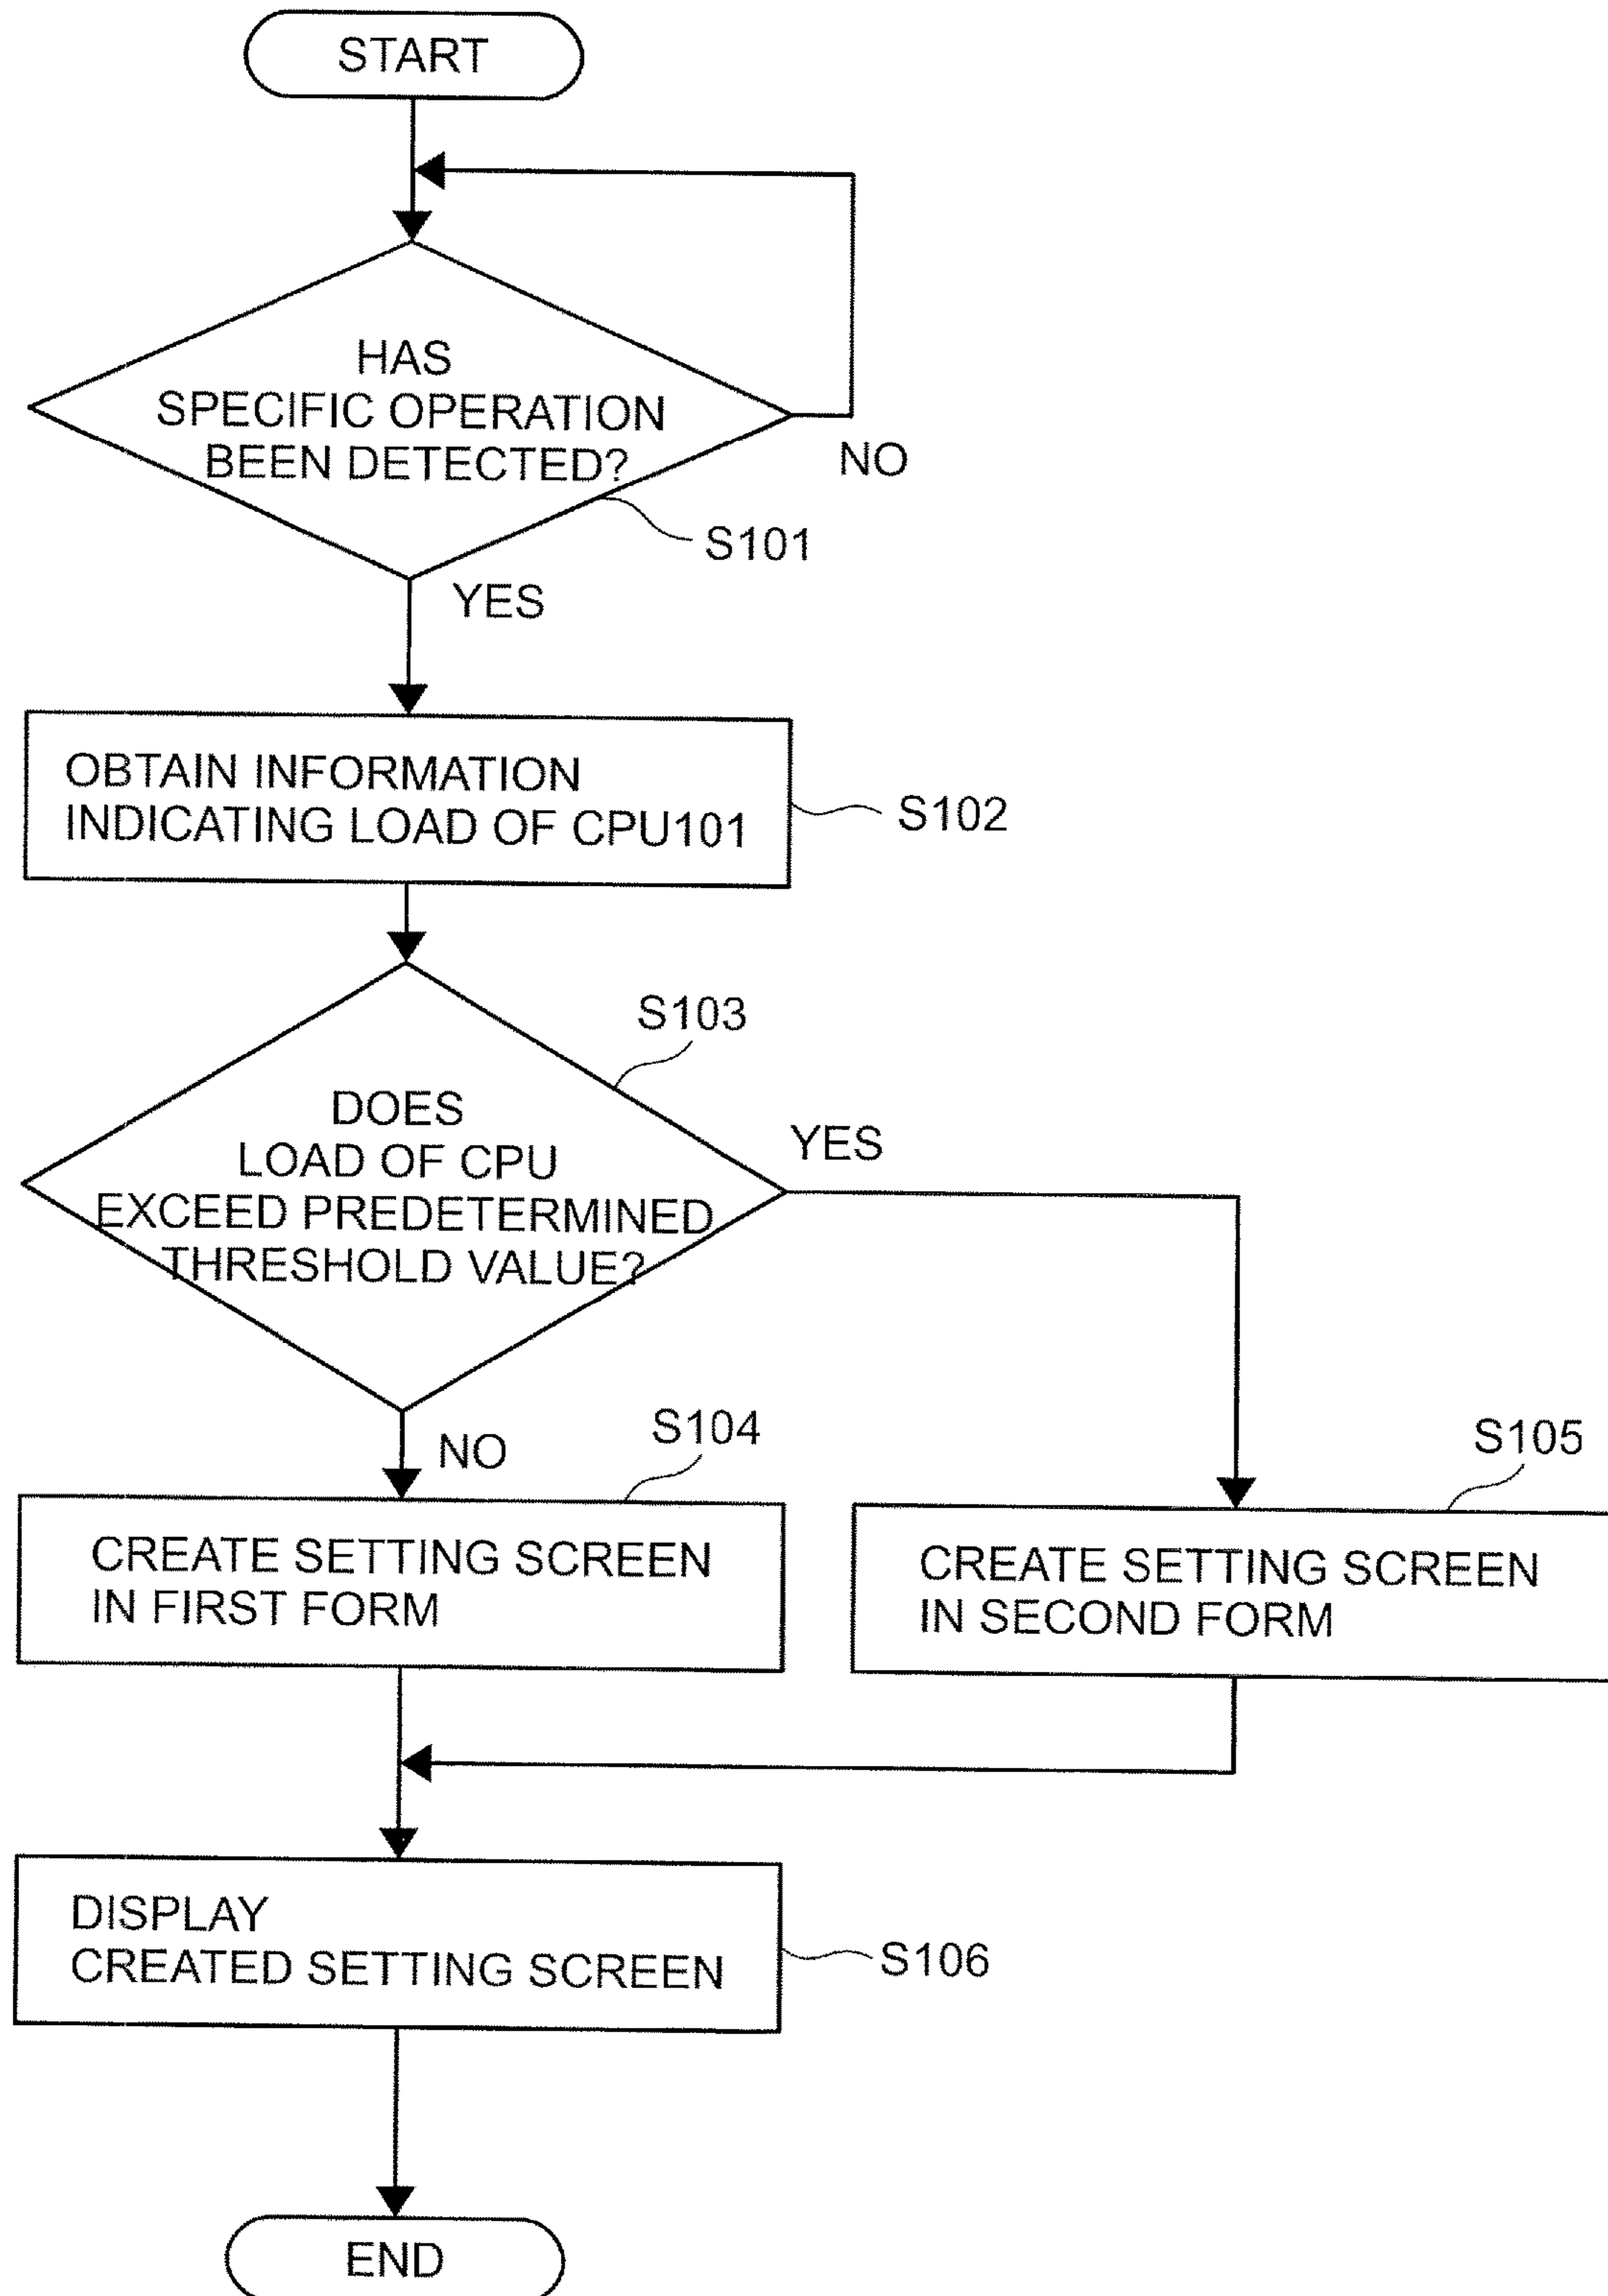 START
HAS
SPECIFIC OPERATION
BEEN DETECTED?
NO
S101
YES
OBTAIN INFORMATION
INDICATING LOAD OF CPU101
S102
S103
DOES
LOAD OF CPU
EXCEED PREDETERMINED
THRESHOLD VALUE?
YES
NO
S104
S105
CREATE SETTING SCREEN
IN FIRST FORM
CREATE SETTING SCREEN
IN SECOND FORM
DISPLAY
CREATED SETTING SCREEN
S106
END